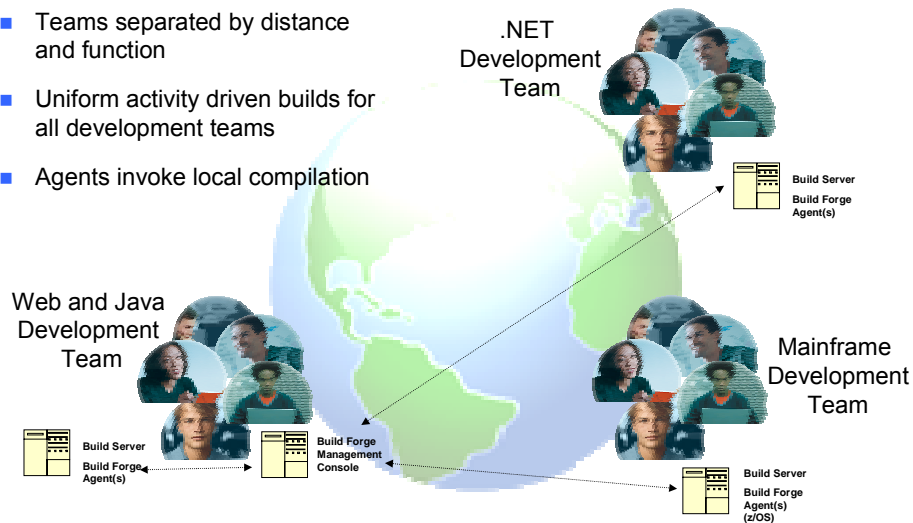 Teams separated by distance
and function
Uniform activity driven builds for
all development teams
Agents invoke local compilation
.NET
Development
Team
Build Server
Build Forge
Agent(s)
Web and Java
Development
Team
Build Server
Build Forge
Agent(s)
Build Forge
Management
Console
Mainframe
Development
Team
Build Server
Build Forge
Agent(s)
(z/OS)